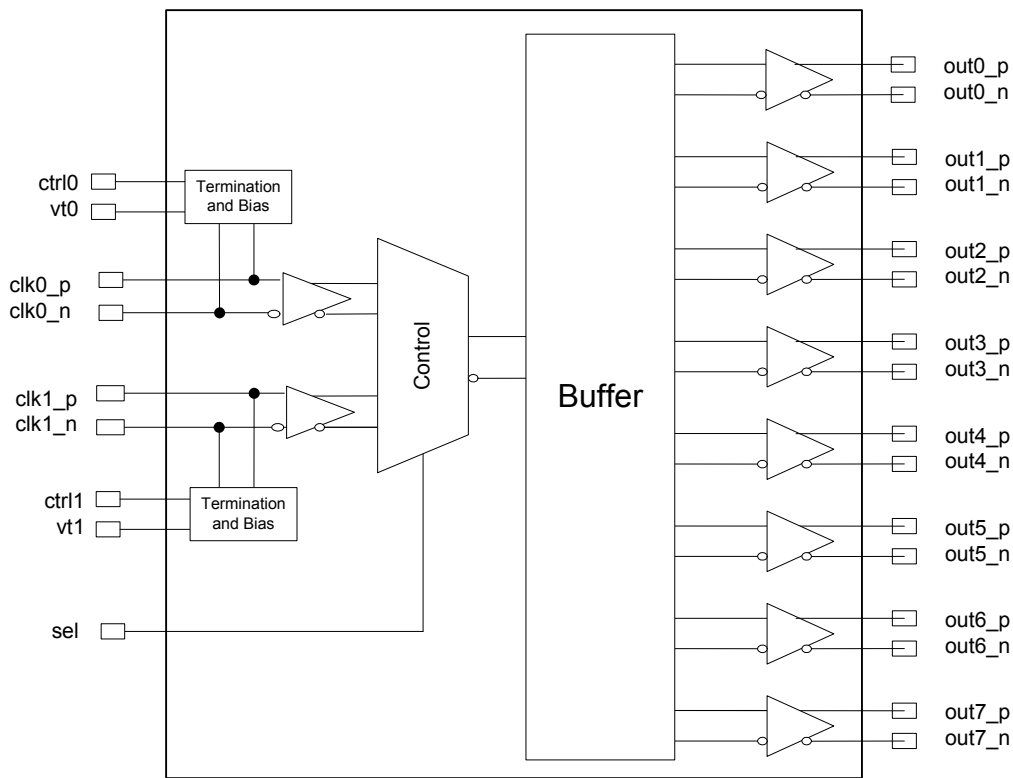 ctrl0
vt0
clk0_p
clk0_n
clk1_p
clk1_n
ctrl1
vt1
sel
Termination
and Bias
Termination
and Bias
Control
Buffer
out0_p
out0_n
out1_p
out1_n
out2_p
out2_n
out3_p
out3_n
out4_p
out4_n
out5_p
out5_n
out6_p
out6_n
out7_p
out7_n